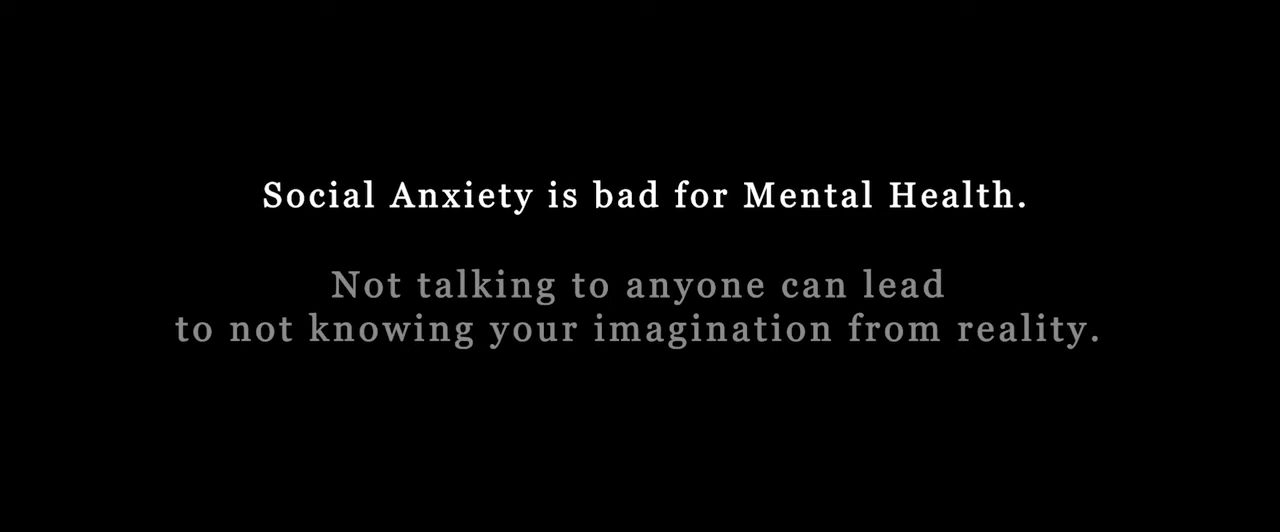 Social Anxiety is bad for Mental Health.
Not talking to anyone can lead
to not knowing your imagination from reality.